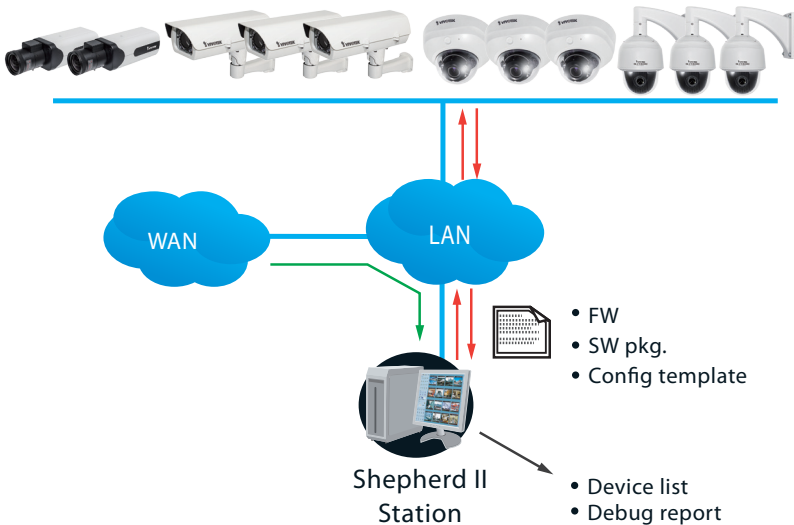 WAN
LAN
• FW
• SW pkg.
• Config template
Shepherd II
Station
• Device list
• Debug report